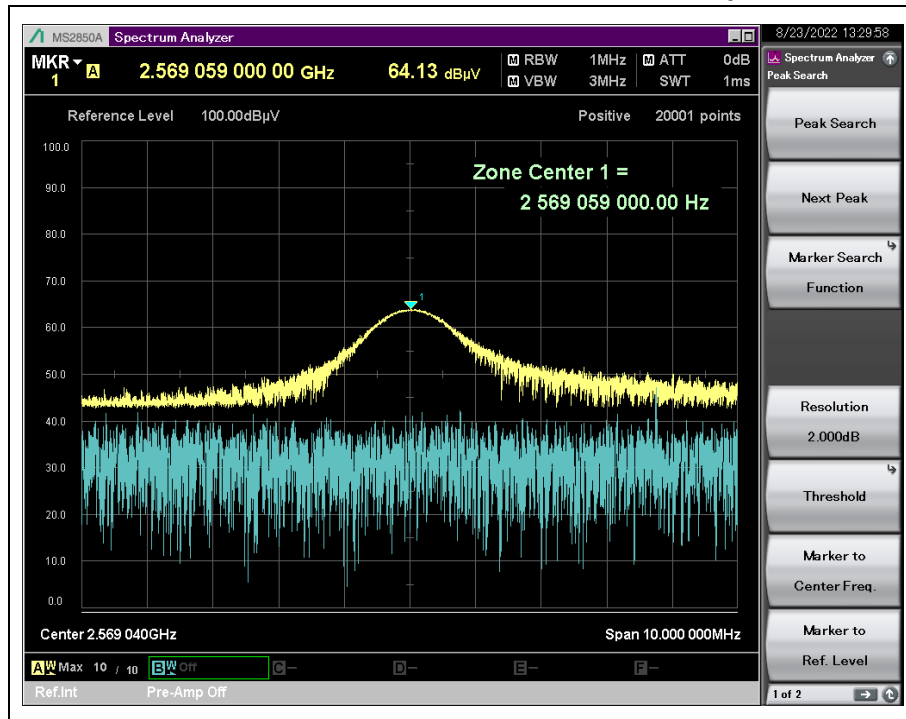 MS2850A Spectrum Analyzer
8/23/2022 13:29:58
MKR 1 A 2.569 059 000 00 GHz 64.13 dBµV
M RBW 1MHz M ATT 0dB
M VBW 3MHz SWT 1ms
Spectrum Analyzer
Peak Search
Reference Level 100.00dBµV Positive 20001 points
100.0
90.0
80.0
70.0
60.0
50.0
40.0
30.0
20.0
10.0
0.0
Zone Center 1 =
2 569 059 000.00 Hz
1
Center 2.569 040GHz Span 10.000 000MHz
A W Max 10 / 10 B W Off C- D- E- F-
Ref.Int Pre-Amp Off
Peak Search
Next Peak
Marker Search
Function
Resolution
2.000dB
Threshold
Marker to
Center Freq.
Marker to
Ref. Level
1 of 2